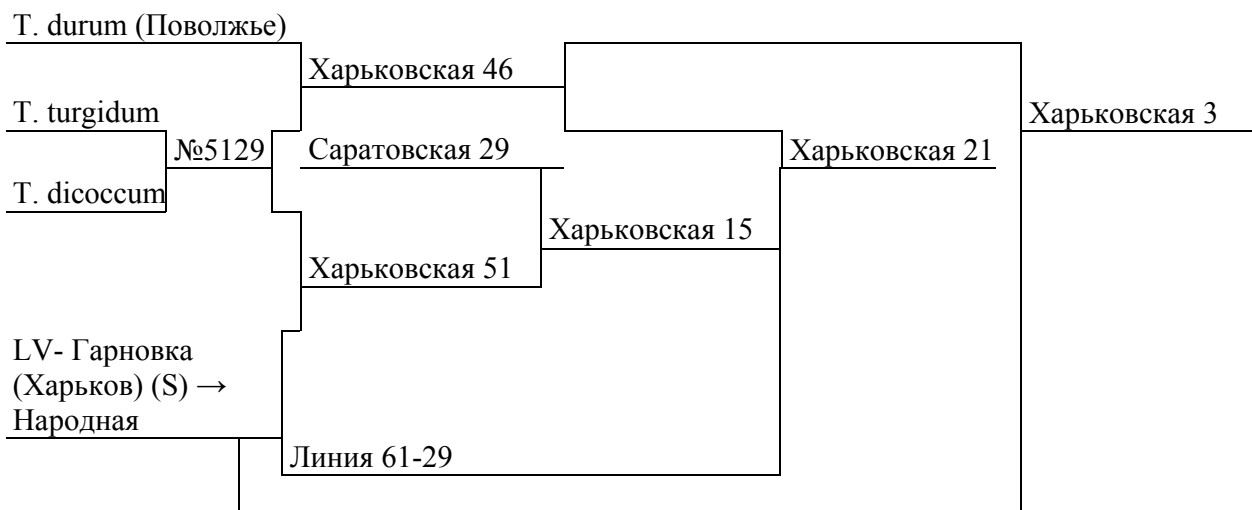 T. durum (Поволжье)
Харьковская 46
T. turgidum
Харьковская 3
№5129
Саратовская 29
Харьковская 21
T. dicoccum
Харьковская 15
Харьковская 51
LV- Гарновка
(Харьков) (S) →
Народная
Линия 61-29